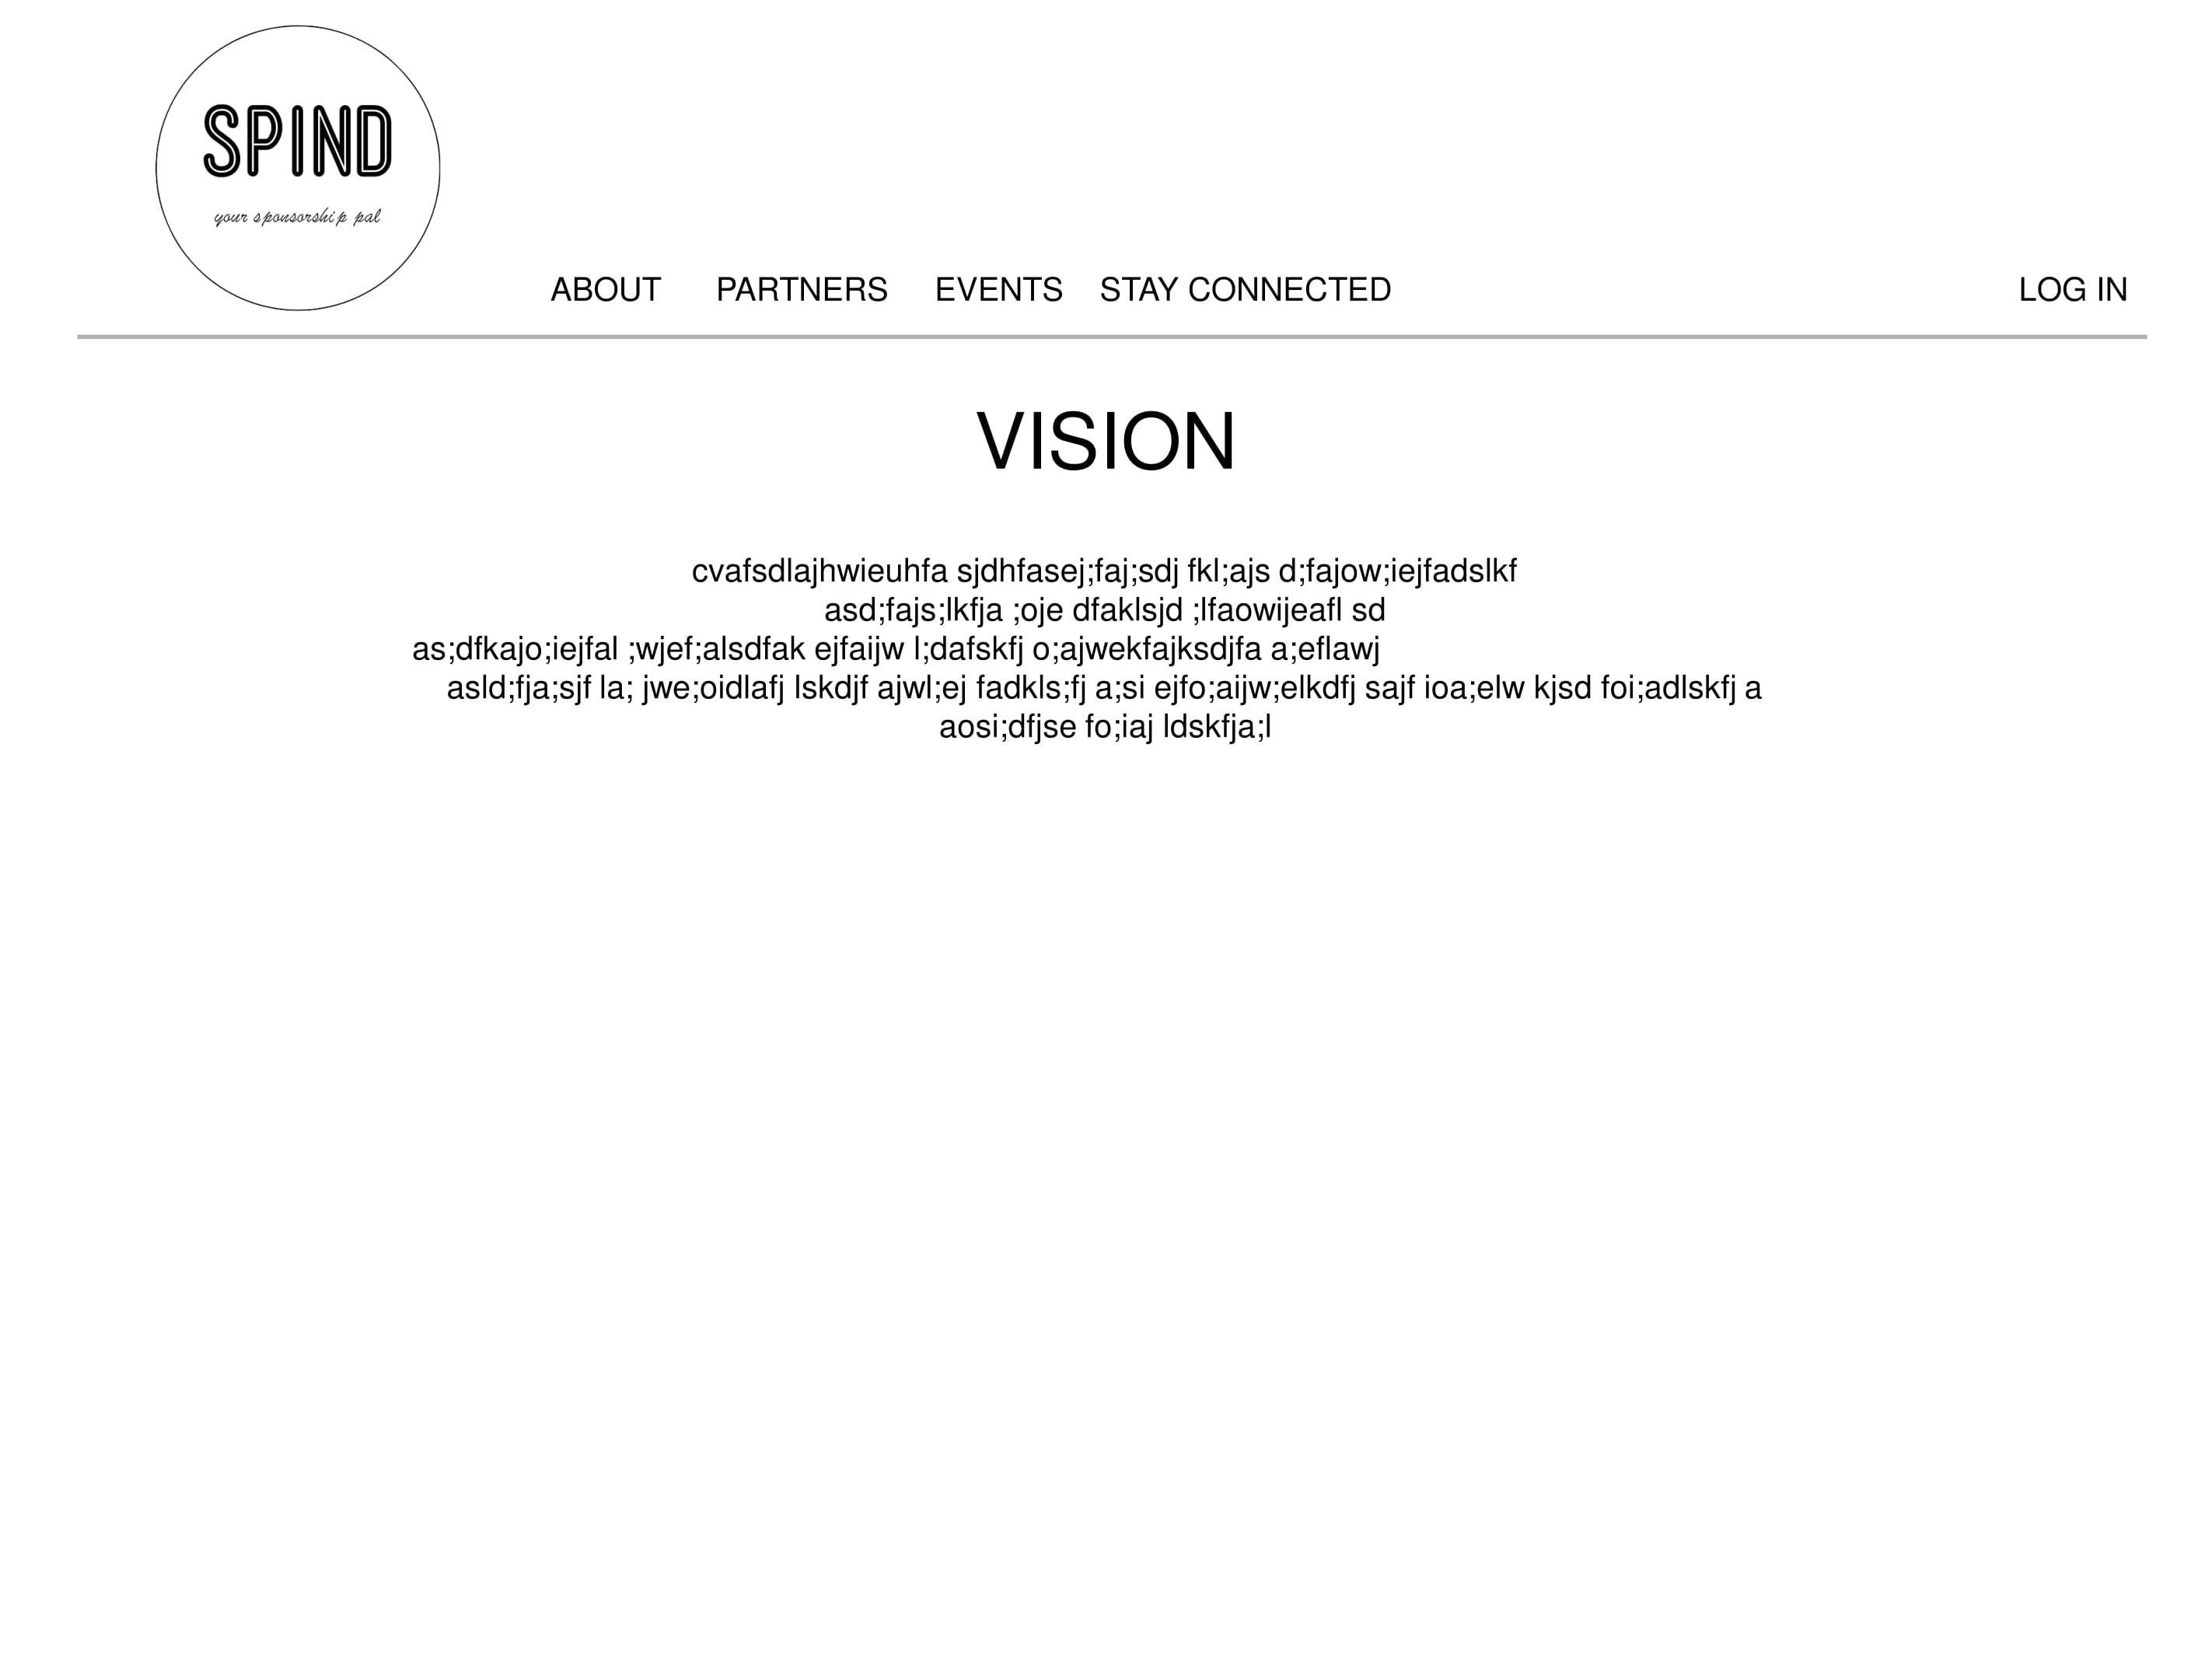 SPIND
your sponsorship pal
ABOUT PARTNERS EVENTS STAY CONNECTED LOG IN
VISION
cvafsdlajhwieuhfa sjdhfasej;faj;sdj fkl;ajs d;fajow;iejfadslkf
asd;fajs;lkfja ;oje dfaklsjd ;lfaowijeafl sd
as;dfkajo;iejfal ;wjef;alsdfak ejfaijw l;dafskfj o;ajwekfajksdjfa a;eflawj
asld;fja;sjf la; jwe;oidlafj lskdjf ajwl;ej fadkls;fj a;si ejfo;aijw;elkdfj sajf ioa;elw kjsd foi;adlskfj a
aosi;dfjse fo;iaj ldskfja;l